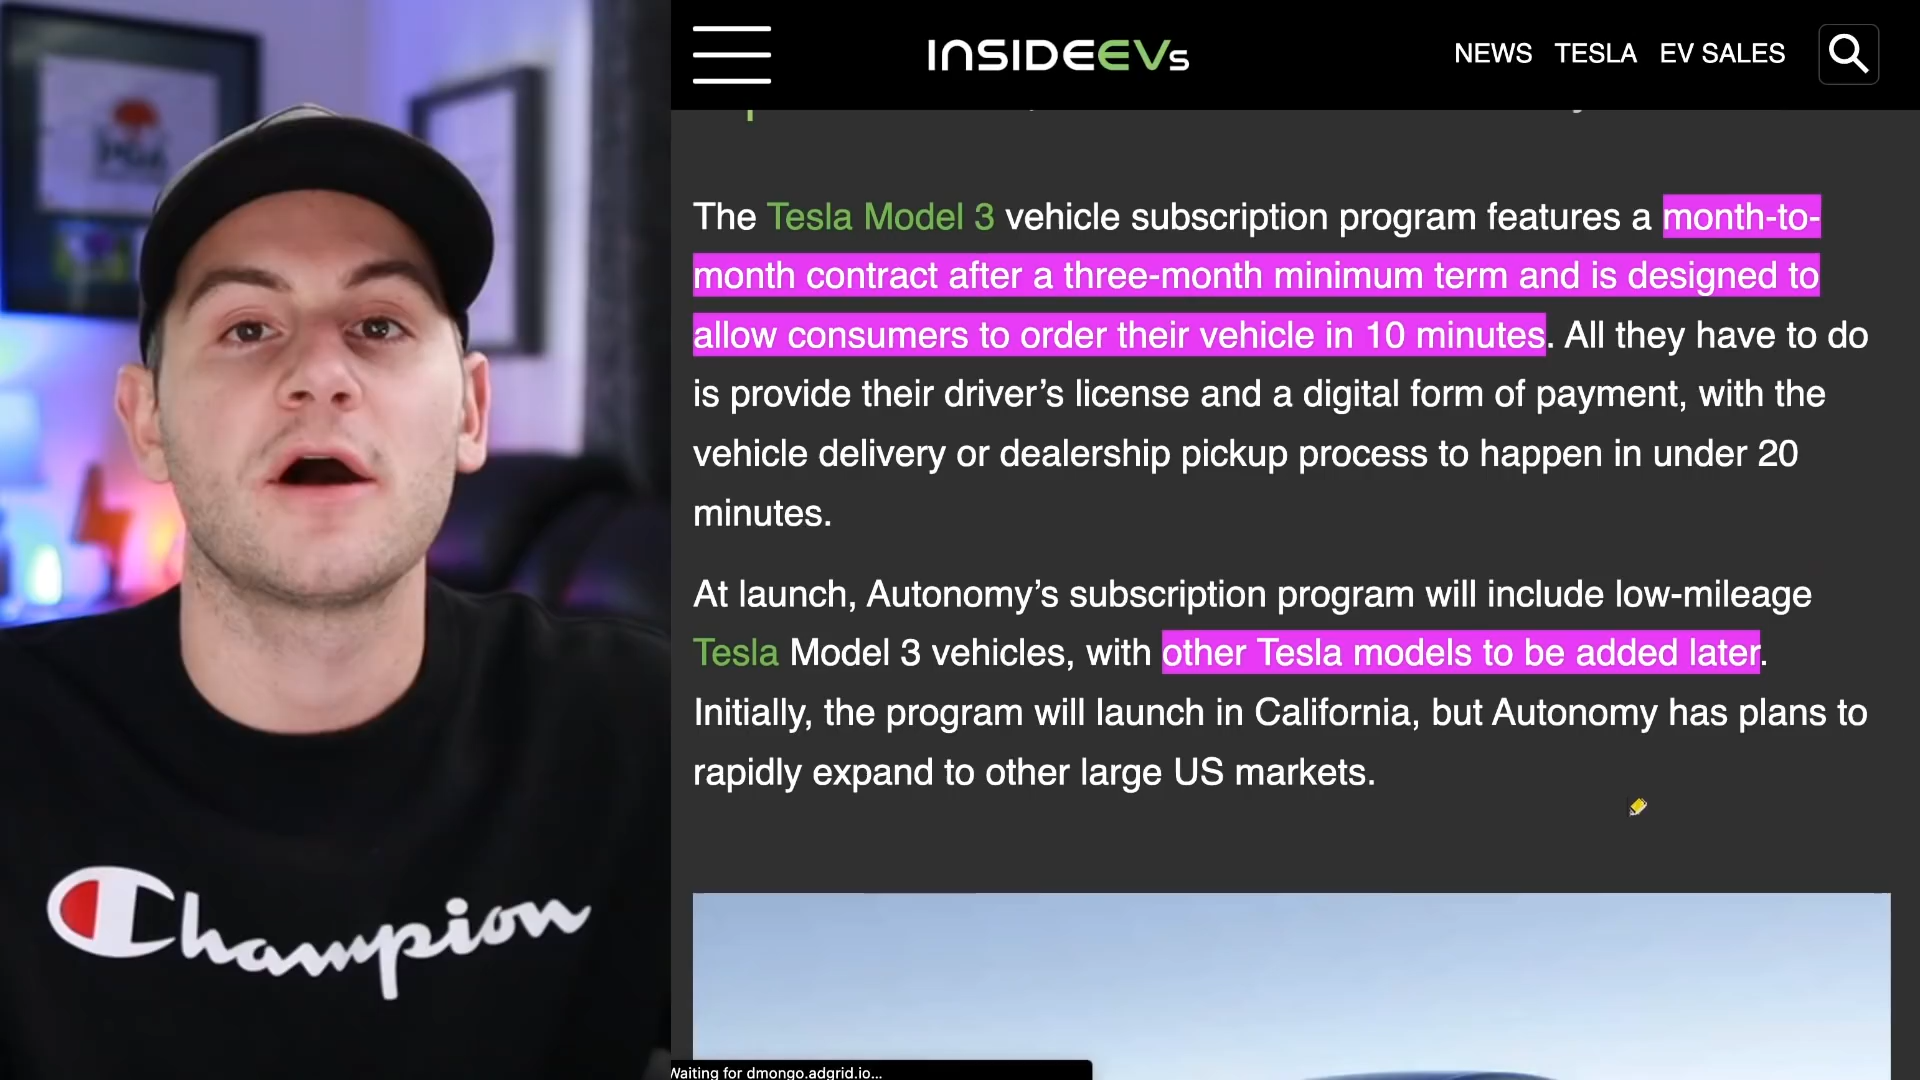 INSIDEEVs
NEWS TESLA EV SALES
The Tesla Model 3 vehicle subscription program features a month-to-
month contract after a three-month minimum term and is designed to
allow consumers to order their vehicle in 10 minutes. All they have to do
is provide their driver’s license and a digital form of payment, with the
vehicle delivery or dealership pickup process to happen in under 20
minutes.
At launch, Autonomy’s subscription program will include low-mileage
Tesla Model 3 vehicles, with other Tesla models to be added later.
Initially, the program will launch in California, but Autonomy has plans to
rapidly expand to other large US markets.
Champion
Waiting for dmongo.adgrid.io...